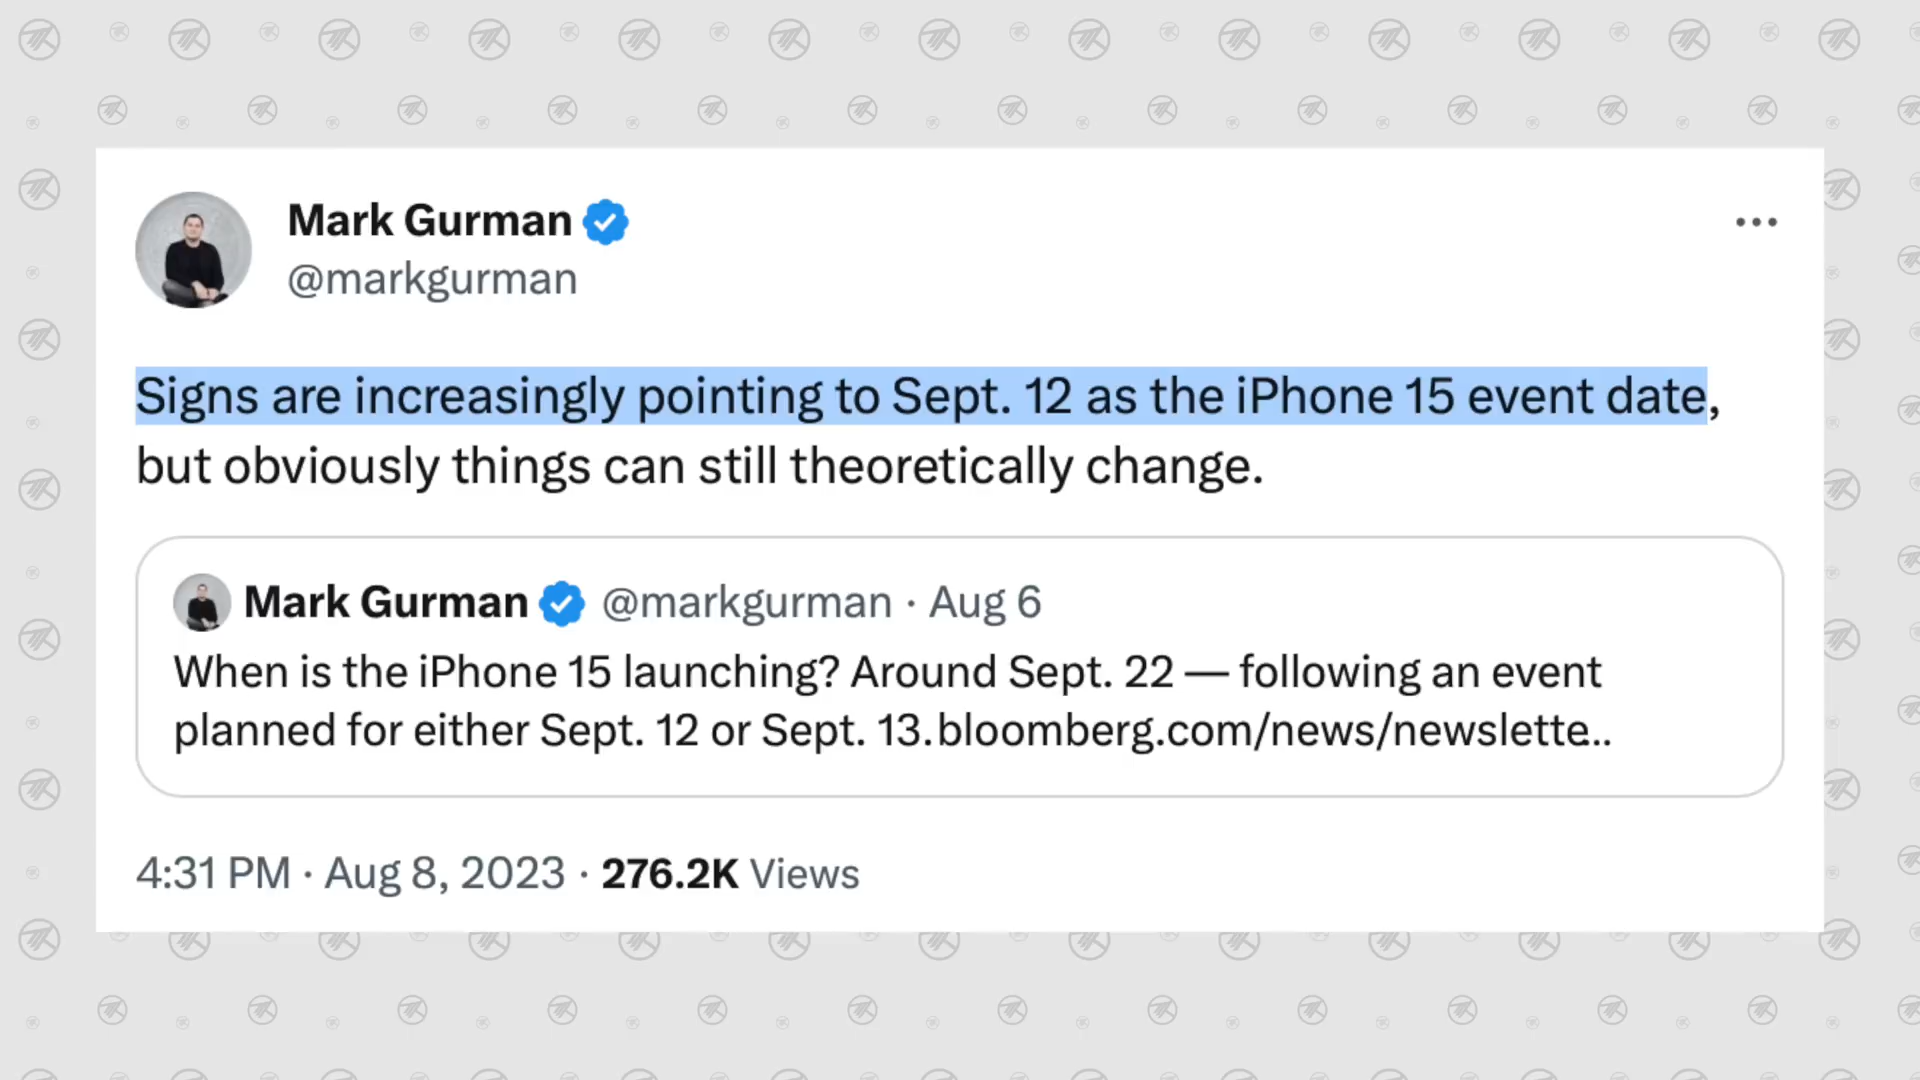 Mark Gurman
@markgurman
Signs are increasingly pointing to Sept. 12 as the iPhone 15 event date,
but obviously things can still theoretically change.
Mark Gurman @markgurman · Aug 6
When is the iPhone 15 launching? Around Sept. 22 — following an event
planned for either Sept. 12 or Sept. 13.bloomberg.com/news/newslette..
4:31 PM · Aug 8, 2023 · 276.2K Views